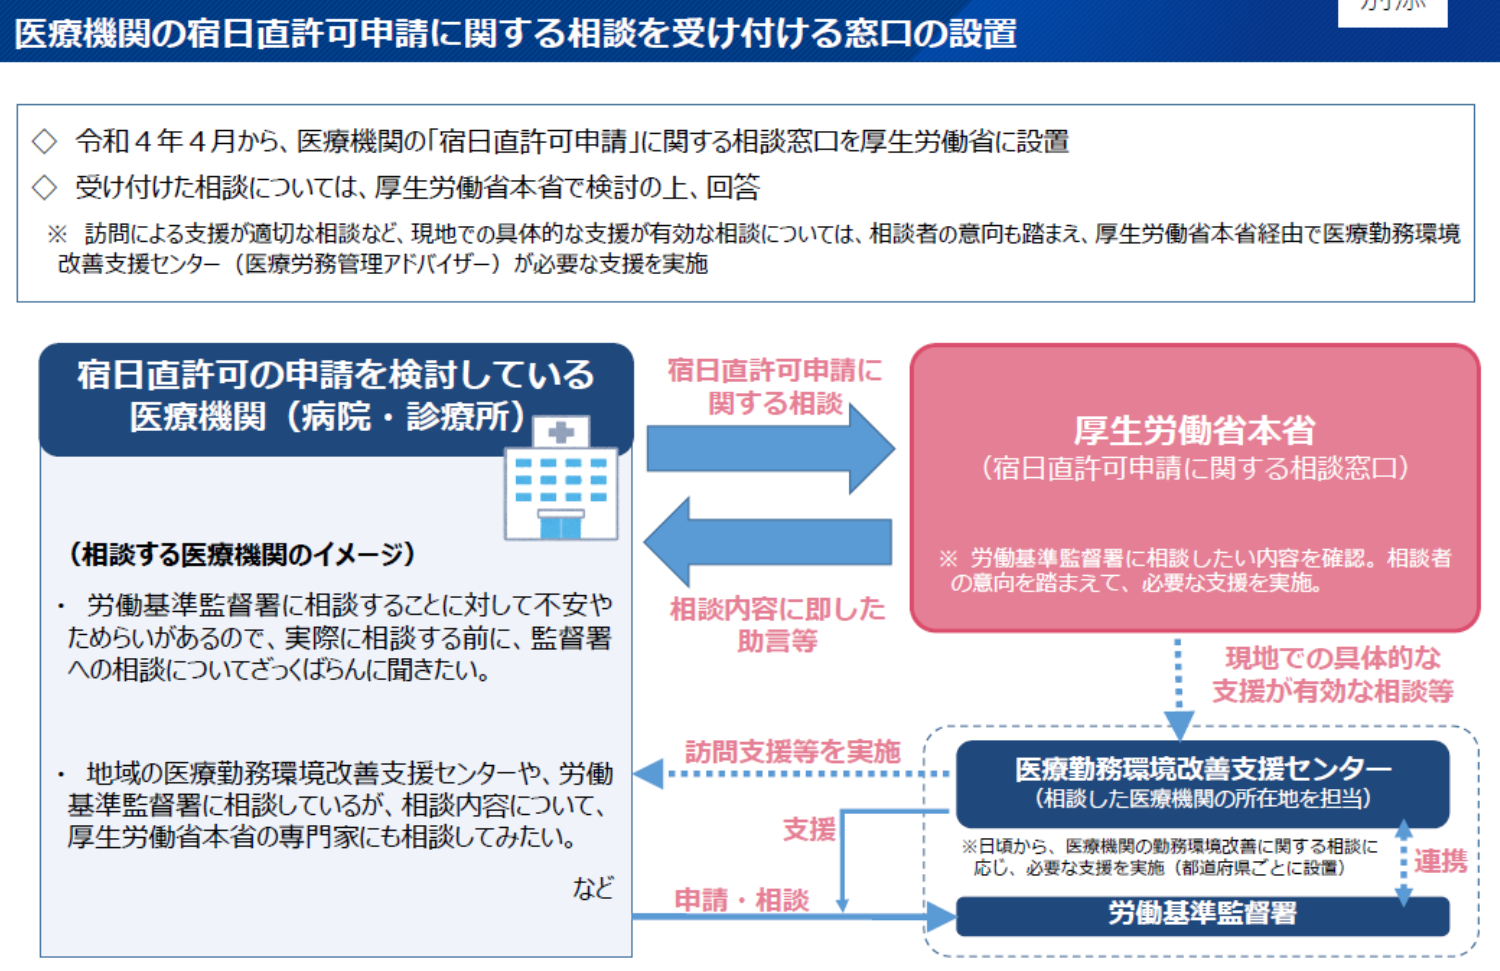 医療機関の宿日直許可申請に関する相談を受け付ける窓口の設置
◇ 令和４年４月から、医療機関の「宿日直許可申請」に関する相談窓口を厚生労働省に設置
◇ 受け付けた相談については、厚生労働省本省で検討の上、回答
※ 訪問による支援が適切な相談など、現地での具体的な支援が有効な相談については、相談者の意向も踏まえ、厚生労働省本省経由で医療勤務環境
改善支援センター（医療労務管理アドバイザー）が必要な支援を実施
宿日直許可の申請を検討している
医療機関（病院・診療所）
（相談する医療機関のイメージ）
・ 労働基準監督署に相談することに対して不安や
ためらいがあるので、実際に相談する前に、監督署
への相談についてざっくばらんに聞きたい。
・ 地域の医療勤務環境改善支援センターや、労働
基準監督署に相談しているが、相談内容について、
厚生労働省本省の専門家にも相談してみたい。
など
宿日直許可申請に
関する相談
相談内容に即した
助言等
厚生労働省本省
（宿日直許可申請に関する相談窓口）
※ 労働基準監督署に相談したい内容を確認。相談者
の意向を踏まえて、必要な支援を実施。
現地での具体的な
支援が有効な相談等
訪問支援等を実施
支援
申請・相談
医療勤務環境改善支援センター
（相談した医療機関の所在地を担当）
※日頃から、医療機関の勤務環境改善に関する相談に
応じ、必要な支援を実施（都道府県ごとに設置）
連携
労働基準監督署